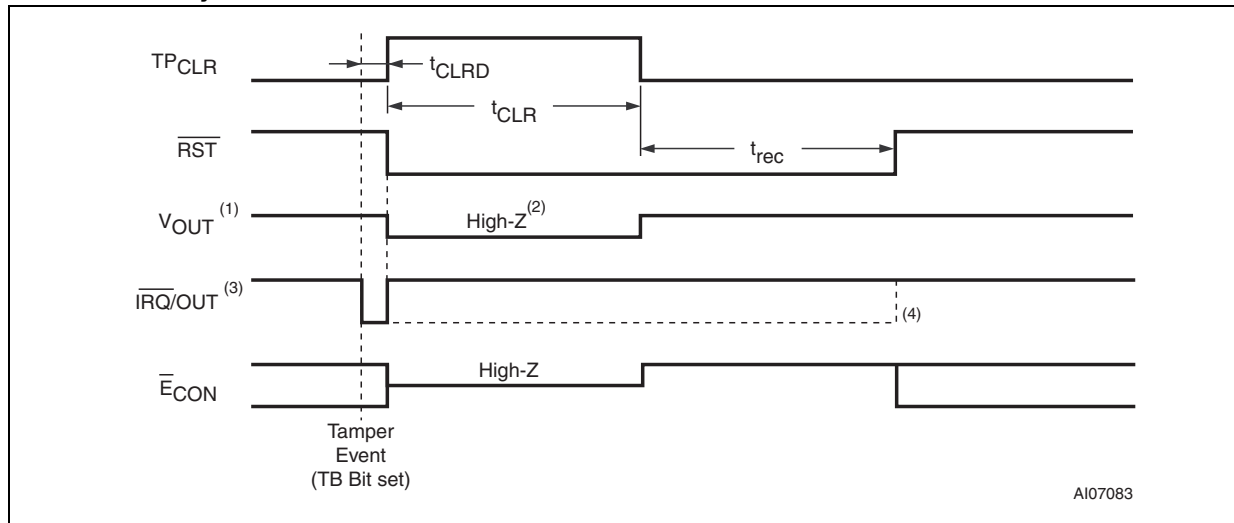 TPCLR
tCLRD
tCLR
RST
trec
VOUT (1)
High-Z(2)
IRQ/OUT (3)
(4)
High-Z
ECON
Tamper
Event
(TB Bit set)
AI07083